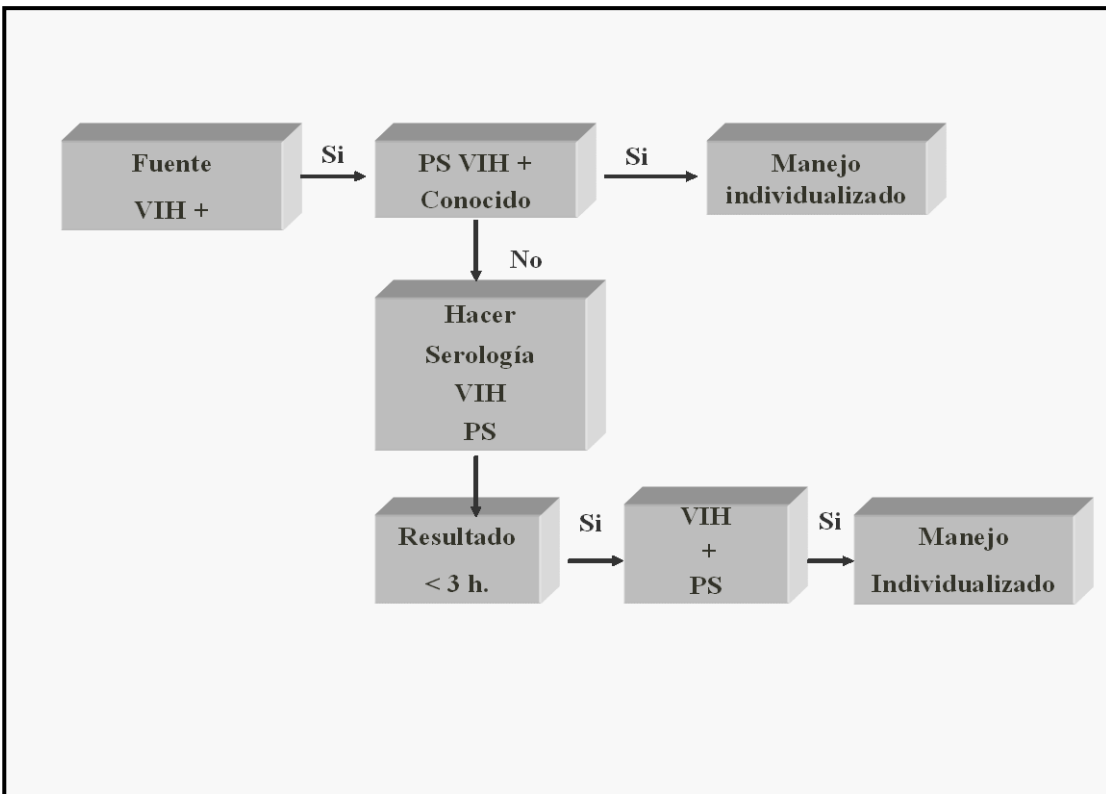 Fuente
VIH +
Si
PS VIH +
Conocido
Si
Manejo
individualizado
No
Hacer
Serología
VIH
PS
Resultado
< 3 h.
Si
VIH
+
PS
Si
Manejo
Individualizado